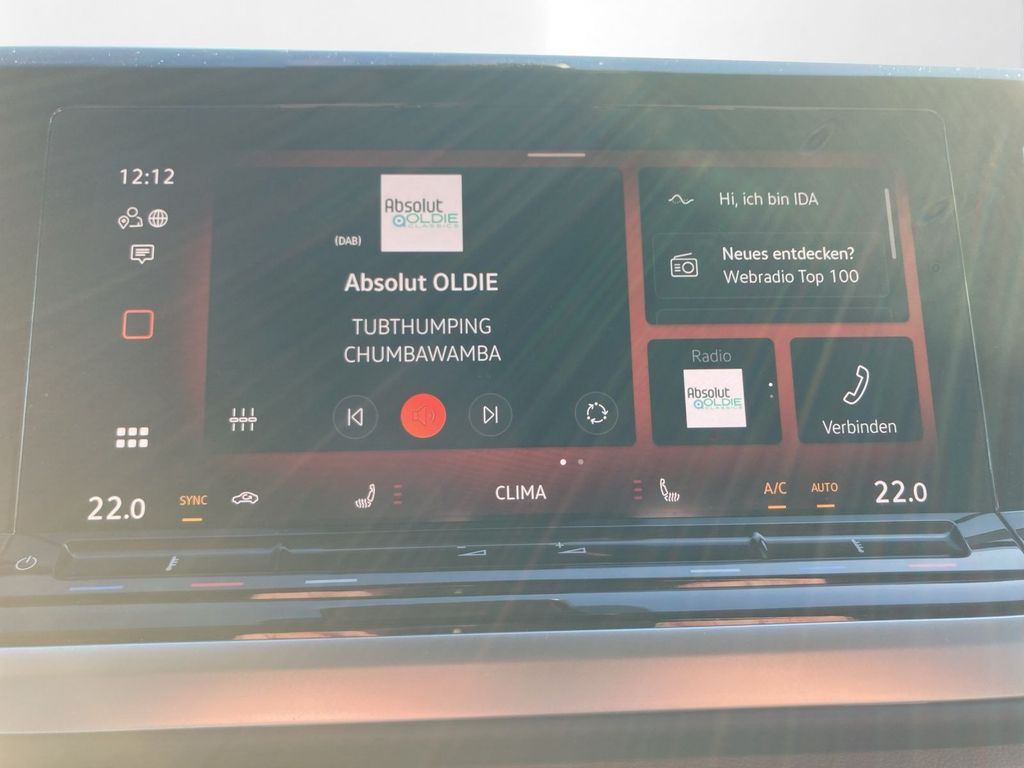 12:12
(DAB)
Absolut
OLDIE
CLASSICS
Absolut OLDIE
TUBTHUMPING
CHUMBAWAMBA
Hi, ich bin IDA
Neues entdecken?
Webradio Top 100
Radio
Absolut
OLDIE
CLASSICS
Verbinden
22.0
SYNC
CLIMA
A/C
AUTO
22.0